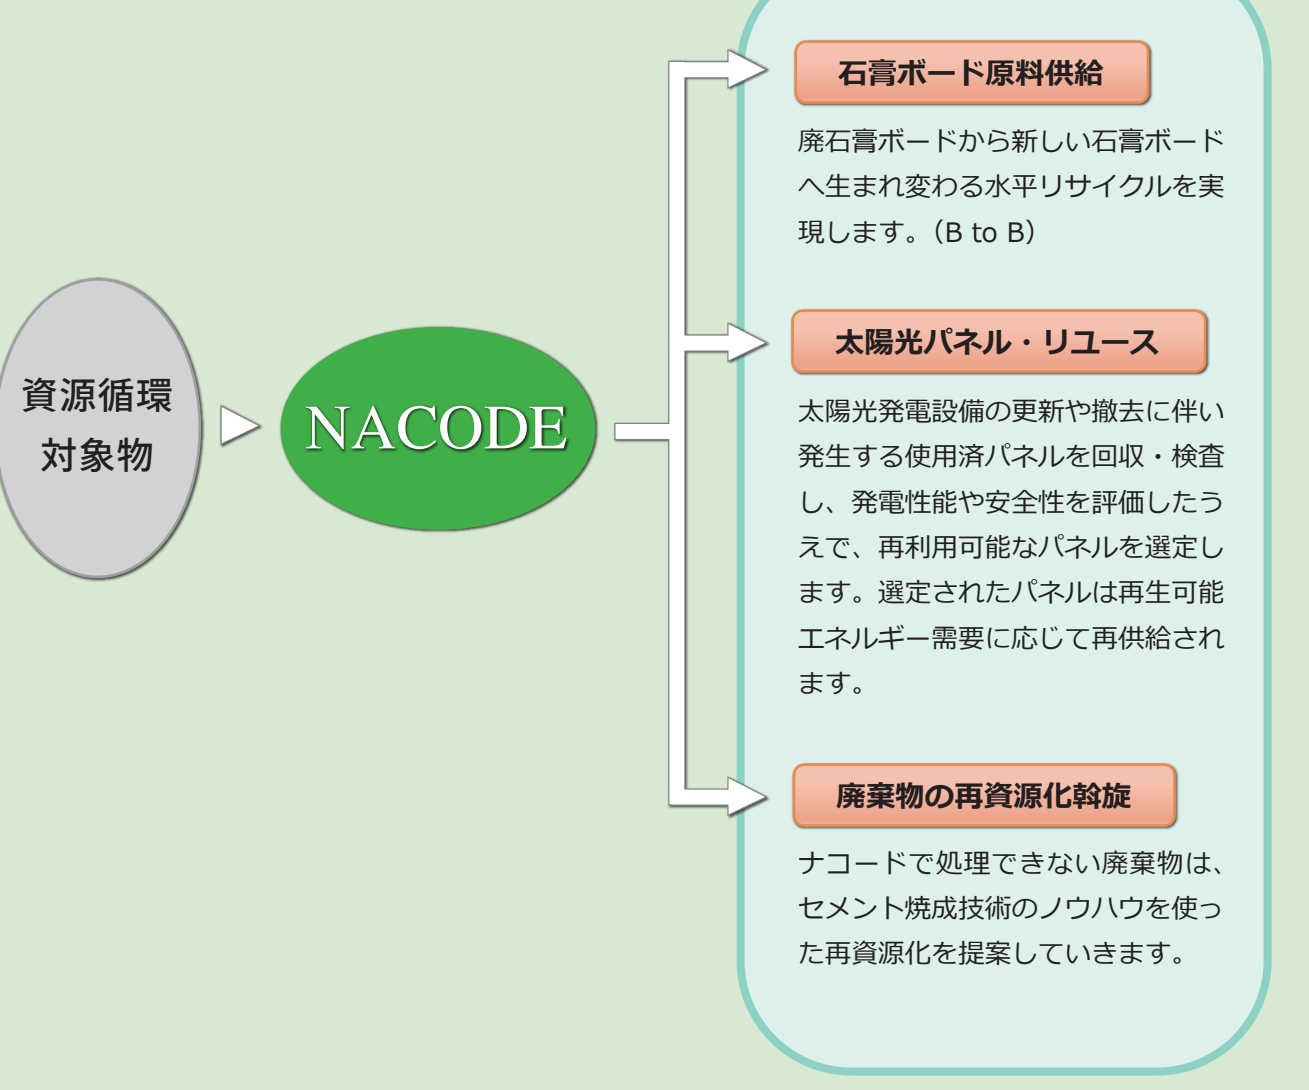 資源循環
対象物
NACODE
石膏ボード原料供給
廃石膏ボードから新しい石膏ボード
へ生まれ変わる水平リサイクルを実
現します。（B to B）
太陽光パネル・リユース
太陽光発電設備の更新や撤去に伴い
発生する使用済パネルを回収・検査
し、発電性能や安全性を評価したう
えで、再利用可能なパネルを選定し
ます。選定されたパネルは再生可能
エネルギー需要に応じて再供給され
ます。
廃棄物の再資源化斡旋
ナコードで処理できない廃棄物は、
セメント焼成技術のノウハウを使っ
た再資源化を提案していきます。